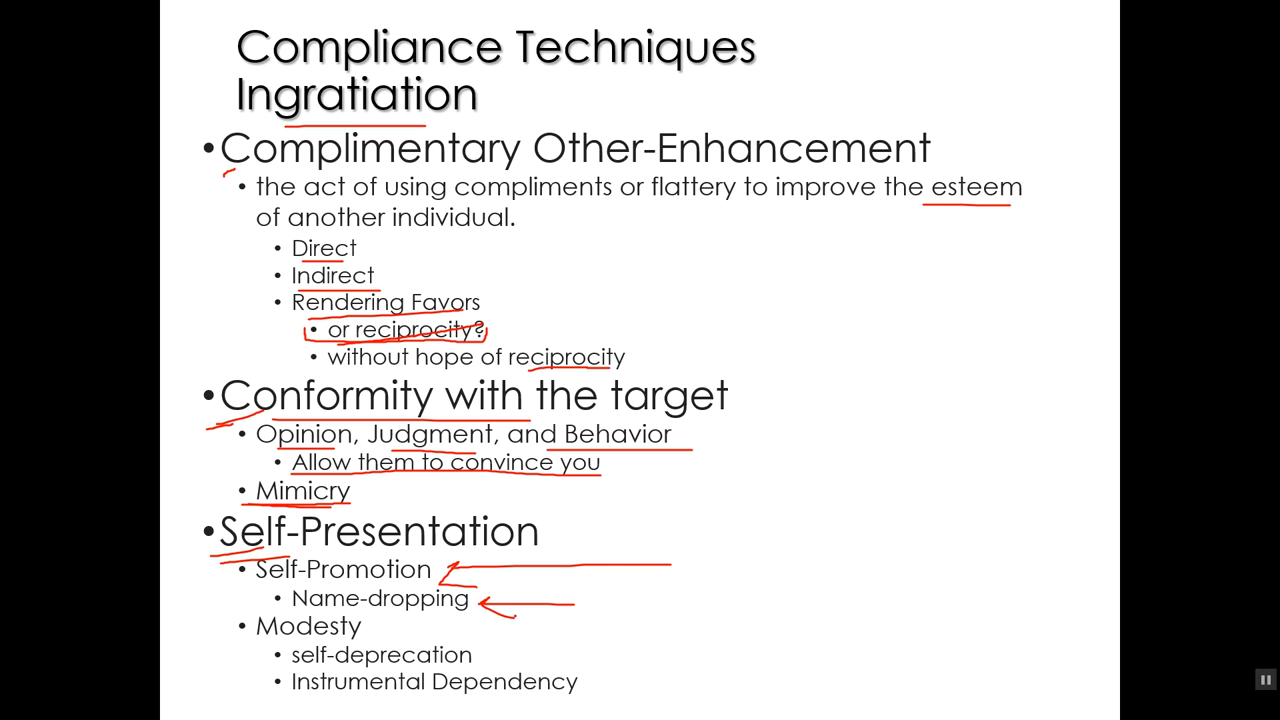 Compliance Techniques
Ingratiation
•Complimentary Other-Enhancement
• the act of using compliments or flattery to improve the esteem
of another individual.
• Direct
• Indirect
• Rendering Favors
• or reciprocity?
• without hope of reciprocity
•Conformity with the target
• Opinion, Judgment, and Behavior
• Allow them to convince you
• Mimicry
•Self-Presentation
• Self-Promotion
• Name-dropping
• Modesty
• self-deprecation
• Instrumental Dependency